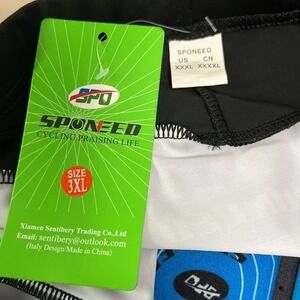 SPO
SPONEED
CYCLING PRAISING LIFE
SIZE
3XL
Xiamen Sentibery Trading Co.,Ltd
Email: sentibery@outlook.com
(Italy Design/Made in China)
SPONEED
US CN
XXXL XXXXL